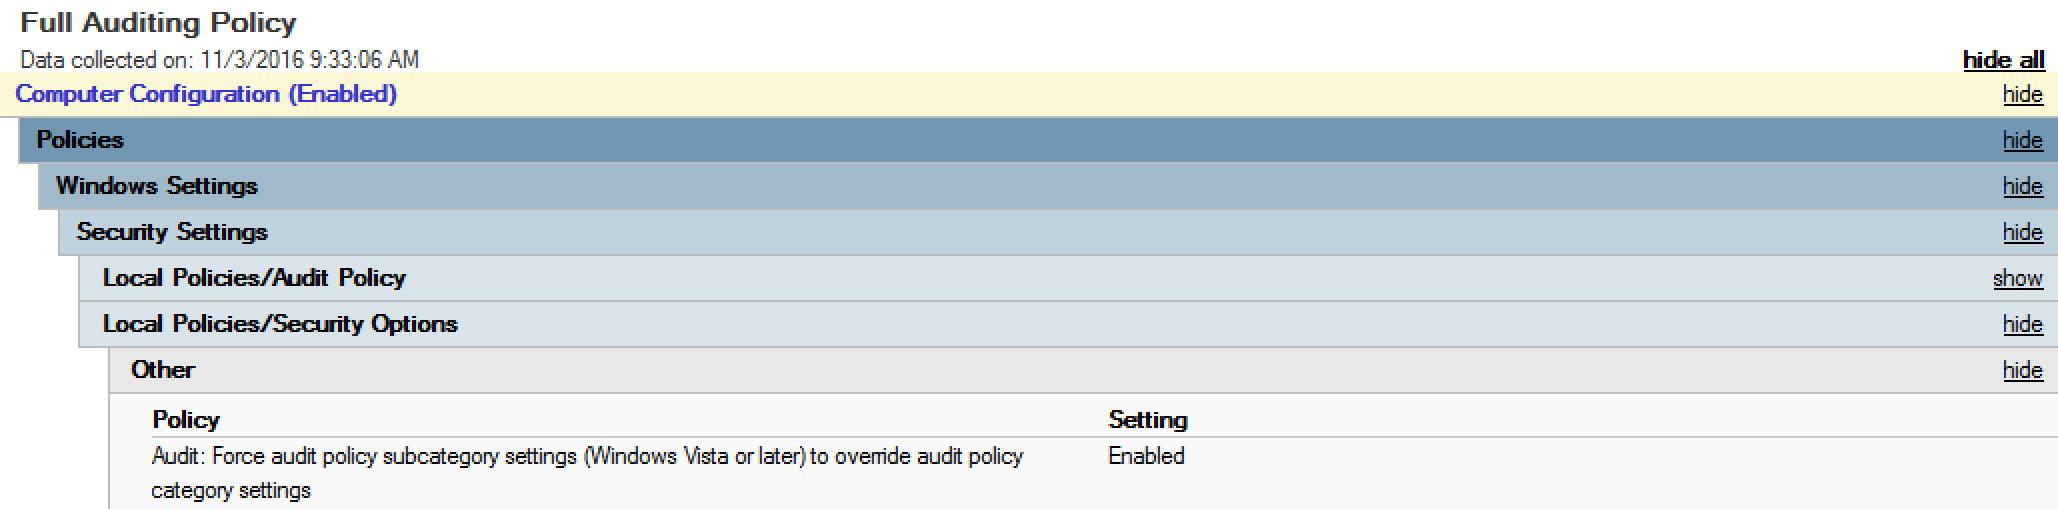 Full Auditing Policy
Data collected on: 11/3/2016 9:33:06 AM
hide all
Computer Configuration (Enabled) hide
Policies hide
Windows Settings hide
Security Settings hide
Local Policies/Audit Policy show
Local Policies/Security Options hide
Other hide
Policy Setting
Audit: Force audit policy subcategory settings (Windows Vista or later) to override audit policy Enabled
category settings